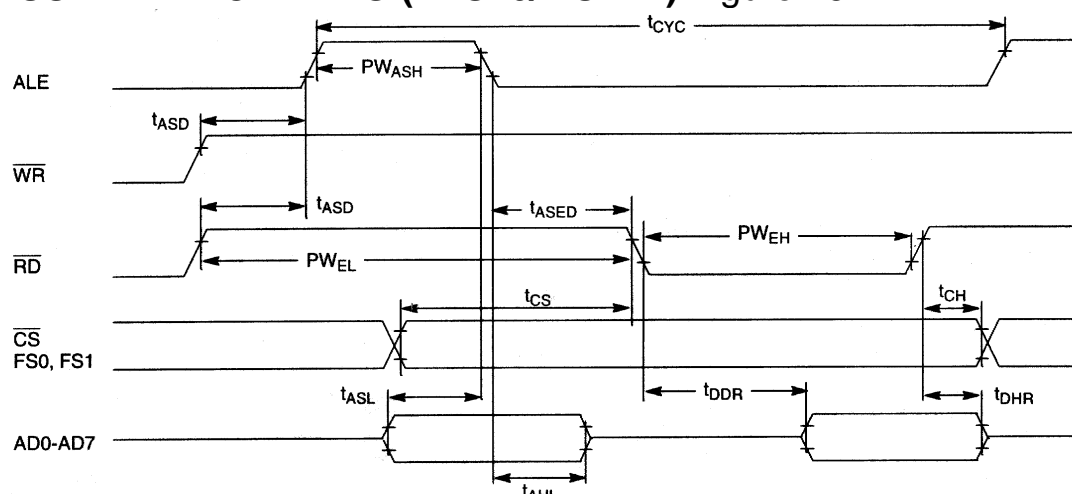 tCYC
ALE
PWASH
tASD
WR
tASD
tASED
RD
PWEL
PWEH
tCS
tCH
CS
FS0, FS1
tASL
tDDR
tDHR
AD0-AD7